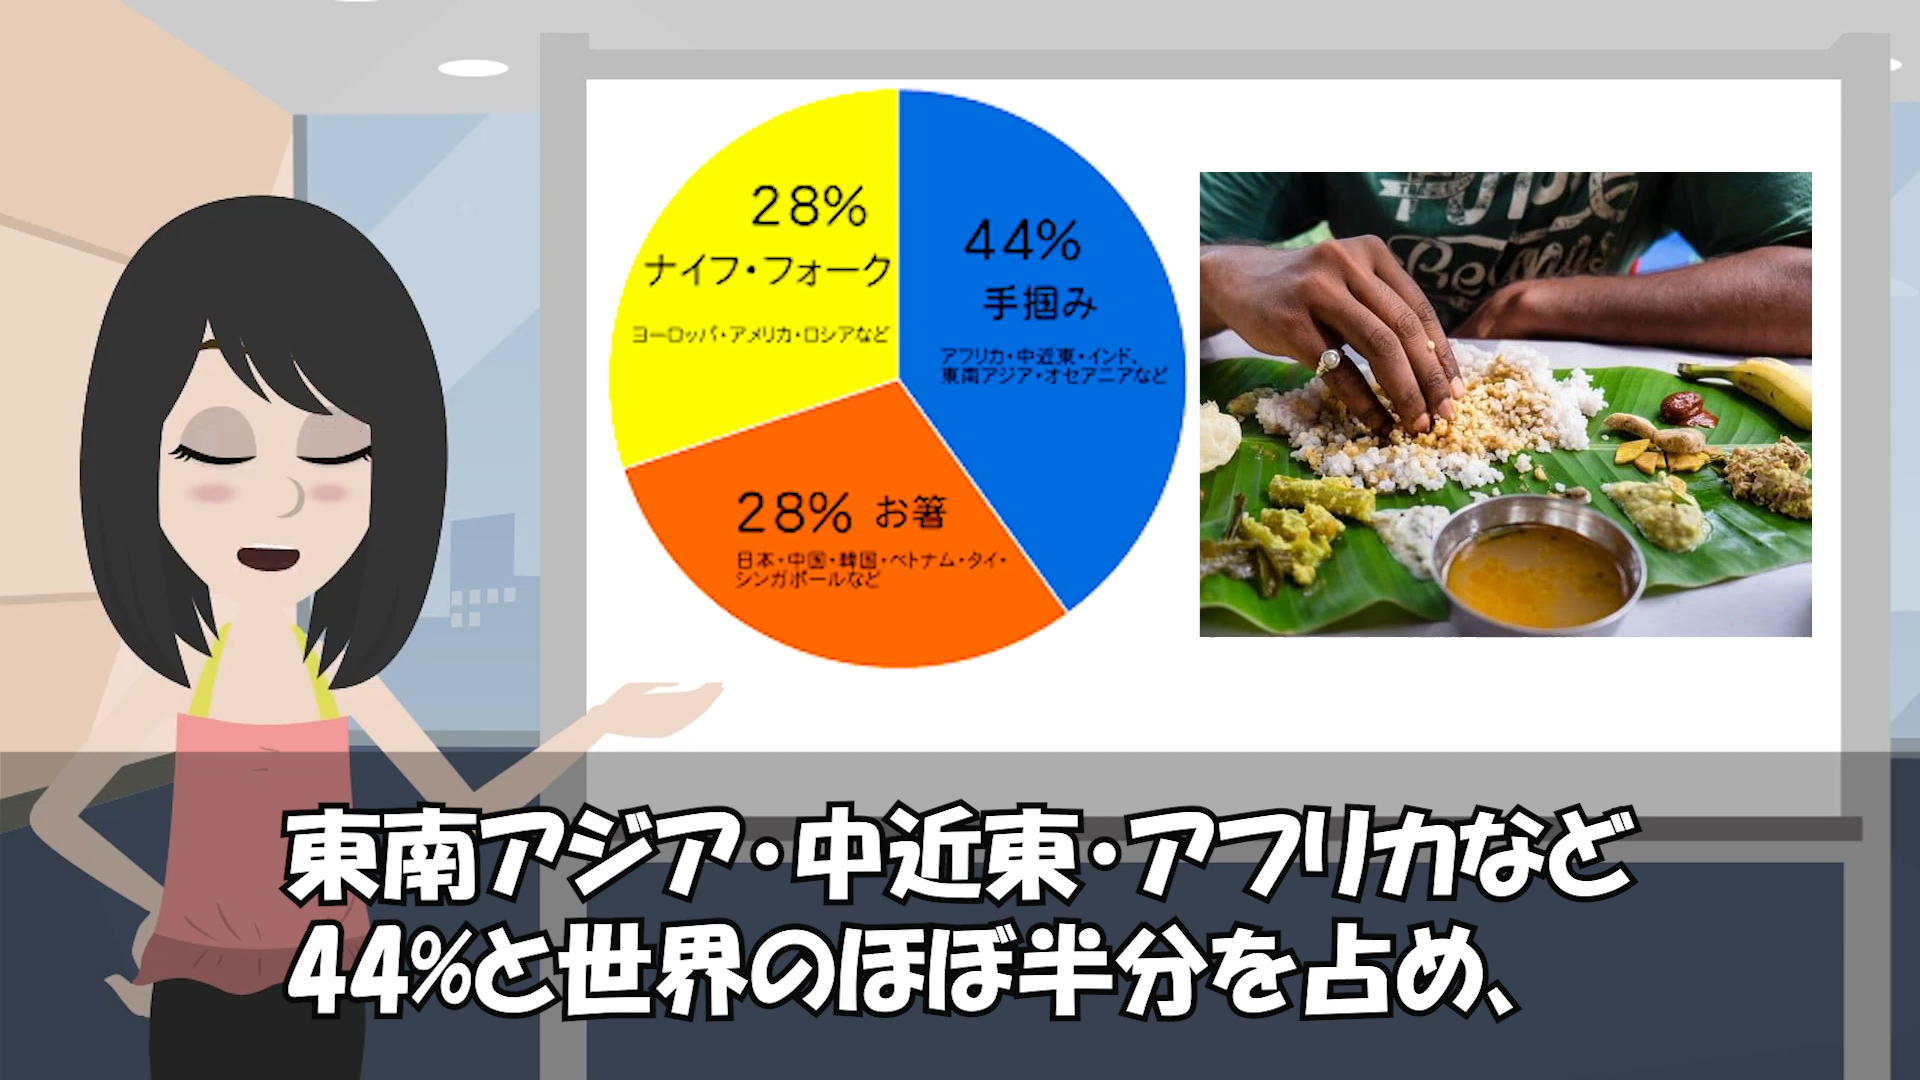 28%
ナイフ・フォーク
ヨーロッパ・アメリカ・ロシアなど
44%
手掴み
アフリカ・中近東・インド、
東南アジア・オセアニアなど
28% お箸
日本・中国・韓国・ベトナム・タイ・
シンガポールなど
東南アジア・中近東・アフリカなど
44%と世界のほぼ半分を占め、